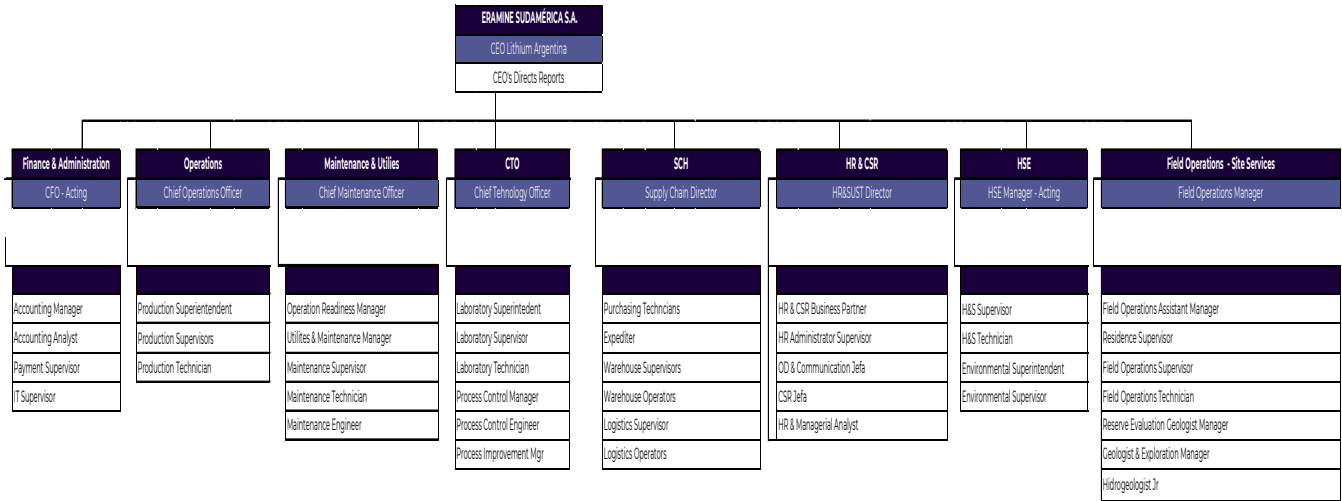 ERAMINE SUDAMÉRICA S.A.
CEO Lithium Argentina
CEO's Directs Reports
Finance & Administration
CFO - Acting
Accounting Manager
Accounting Analyst
Payment Supervisor
IT Supervisor
Operations
Chief Operations Officer
Production Superientendent
Production Supervisors
Production Technician
Maintenance & Utilies
Chief Maintenance Officer
Operation Readiness Manager
Utilites & Maintenance Manager
Maintenance Supervisor
Maintenance Technician
Maintenance Engineer
CTO
Chief Tehnology Officer
Laboratory Superintedent
Laboratory Supervisor
Laboratory Technician
Process Control Manager
Process Control Engineer
Process Improvement Mgr
SCH
Supply Chain Director
Purchasing Techncians
Expediter
Warehouse Supervisors
Warehouse Operators
Logistics Supervisor
Logistics Operators
HR & CSR
HR&SUST Director
HR & CSR Business Partner
HR Administrator Supervisor
OD & Communication Jefa
CSR Jefa
HR & Managerial Analyst
HSE
HSE Manager - Acting
H&S Supervisor
H&S Technician
Environmental Superintendent
Environmental Supervisor
Field Operations - Site Services
Field Operations Manager
Field Operations Assistant Manager
Residence Supervisor
Field Operations Supervisor
Field Operations Technician
Reserve Evaluation Geologist Manager
Geologist & Exploration Manager
Hidrogeologist Jr